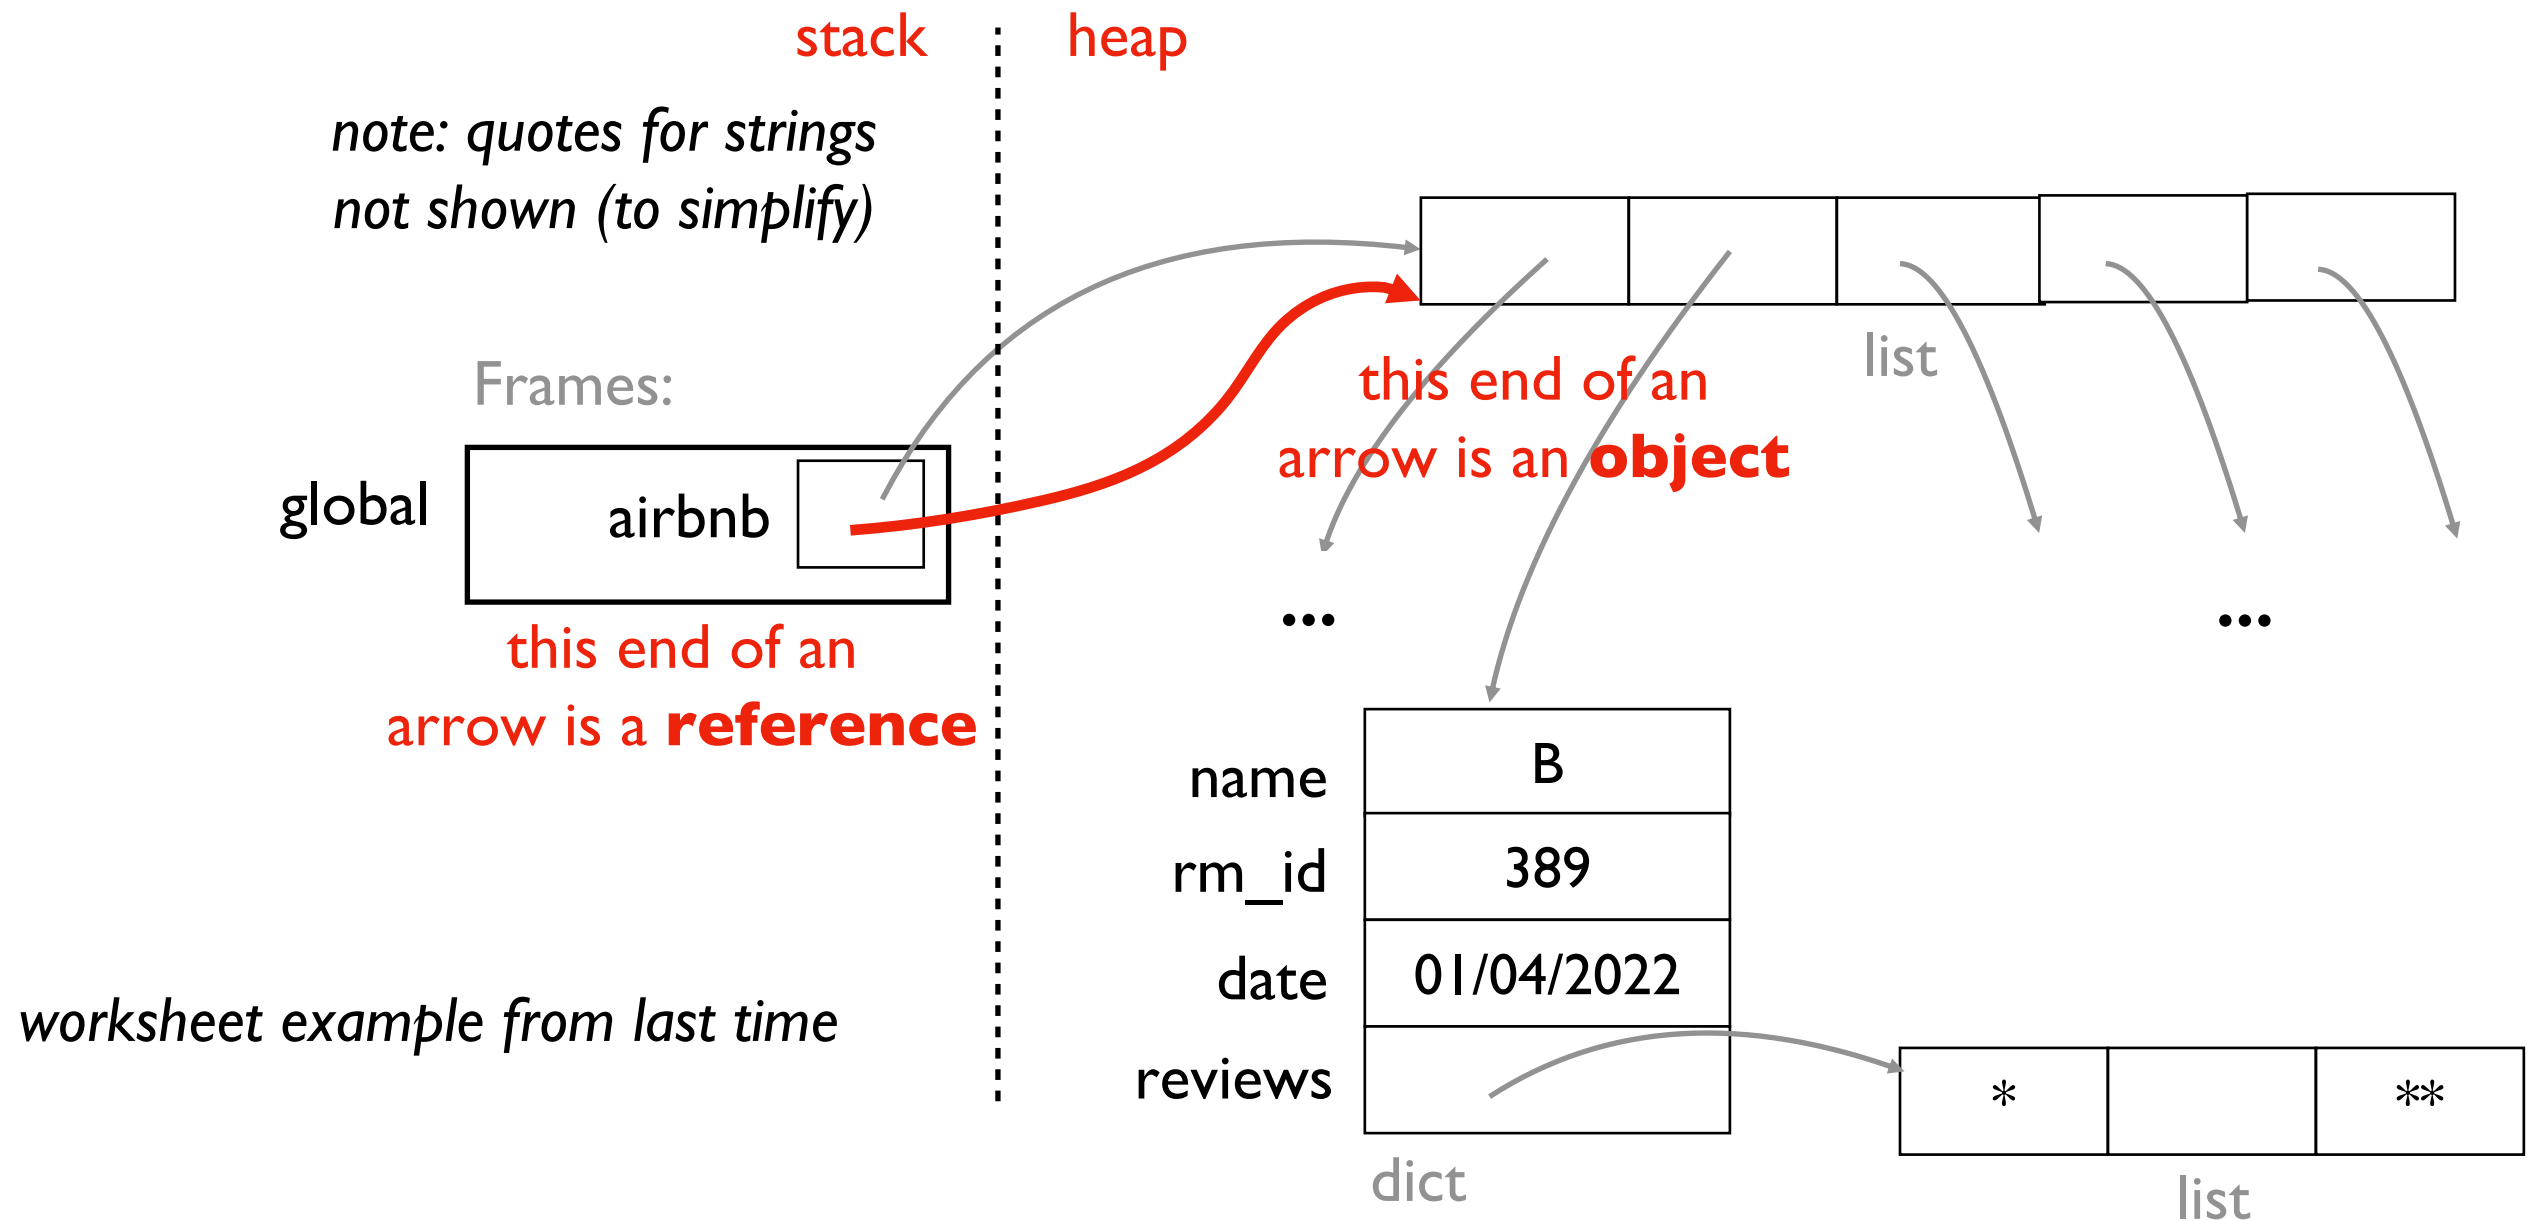 stack
heap
note: quotes for strings
not shown (to simplify)
list
Frames:
this end of an
arrow is an object
global
airbnb
...
...
this end of an
arrow is a reference
name
B
rm_id
389
date
01/04/2022
worksheet example from last time
reviews
*
**
dict
list